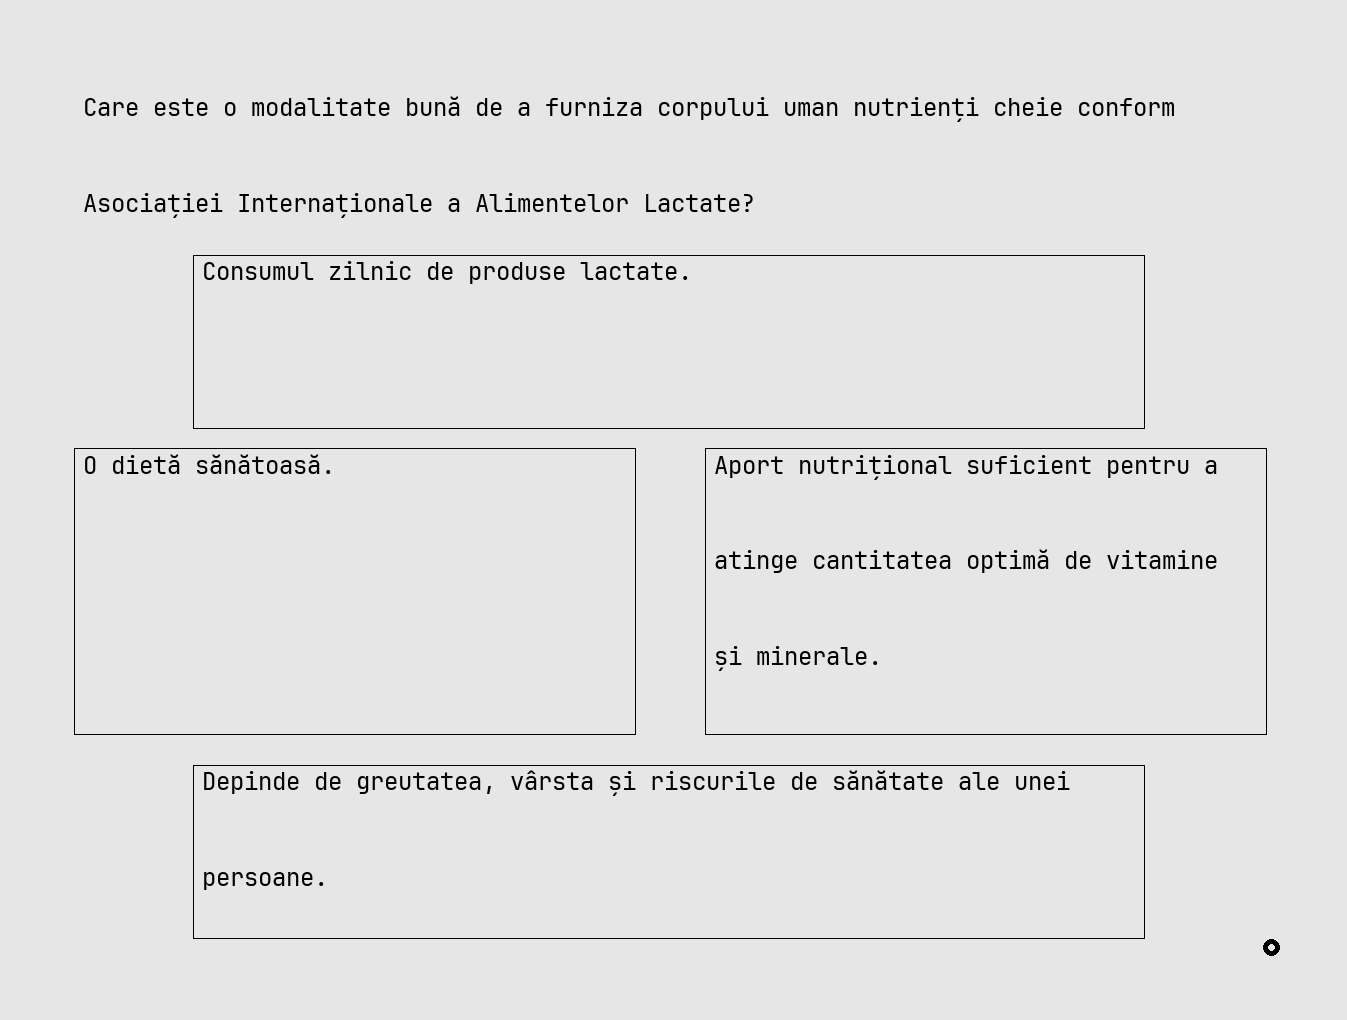 Care este o modalitate bună de a furniza corpului uman nutrienți cheie conform
Asociației Internaționale a Alimentelor Lactate?
Consumul zilnic de produse lactate.
O dietă sănătoasă.
Aport nutrițional suficient pentru a
atinge cantitatea optimă de vitamine
și minerale.
Depinde de greutatea, vârsta și riscurile de sănătate ale unei
persoane.